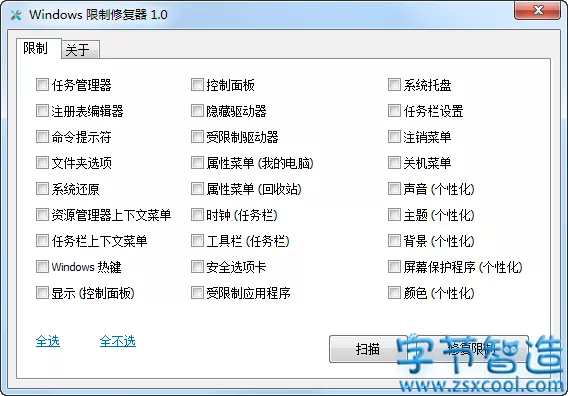 Windows 限制修复器 1.0
限制 关于
任务管理器 控制面板 系统托盘
注册表编辑器 隐藏驱动器 任务栏设置
命令提示符 受限制驱动器 注销菜单
文件夹选项 属性菜单 (我的电脑) 关机菜单
系统还原 属性菜单 (回收站) 声音 (个性化)
资源管理器上下文菜单 时钟 (任务栏) 主题 (个性化)
任务栏上下文菜单 工具栏 (任务栏) 背景 (个性化)
Windows 热键 安全选项卡 屏幕保护程序 (个性化)
显示 (控制面板) 受限制应用程序 颜色 (个性化)
全选 全不选 扫描 修复限制
字节智造
www.zsxcool.com